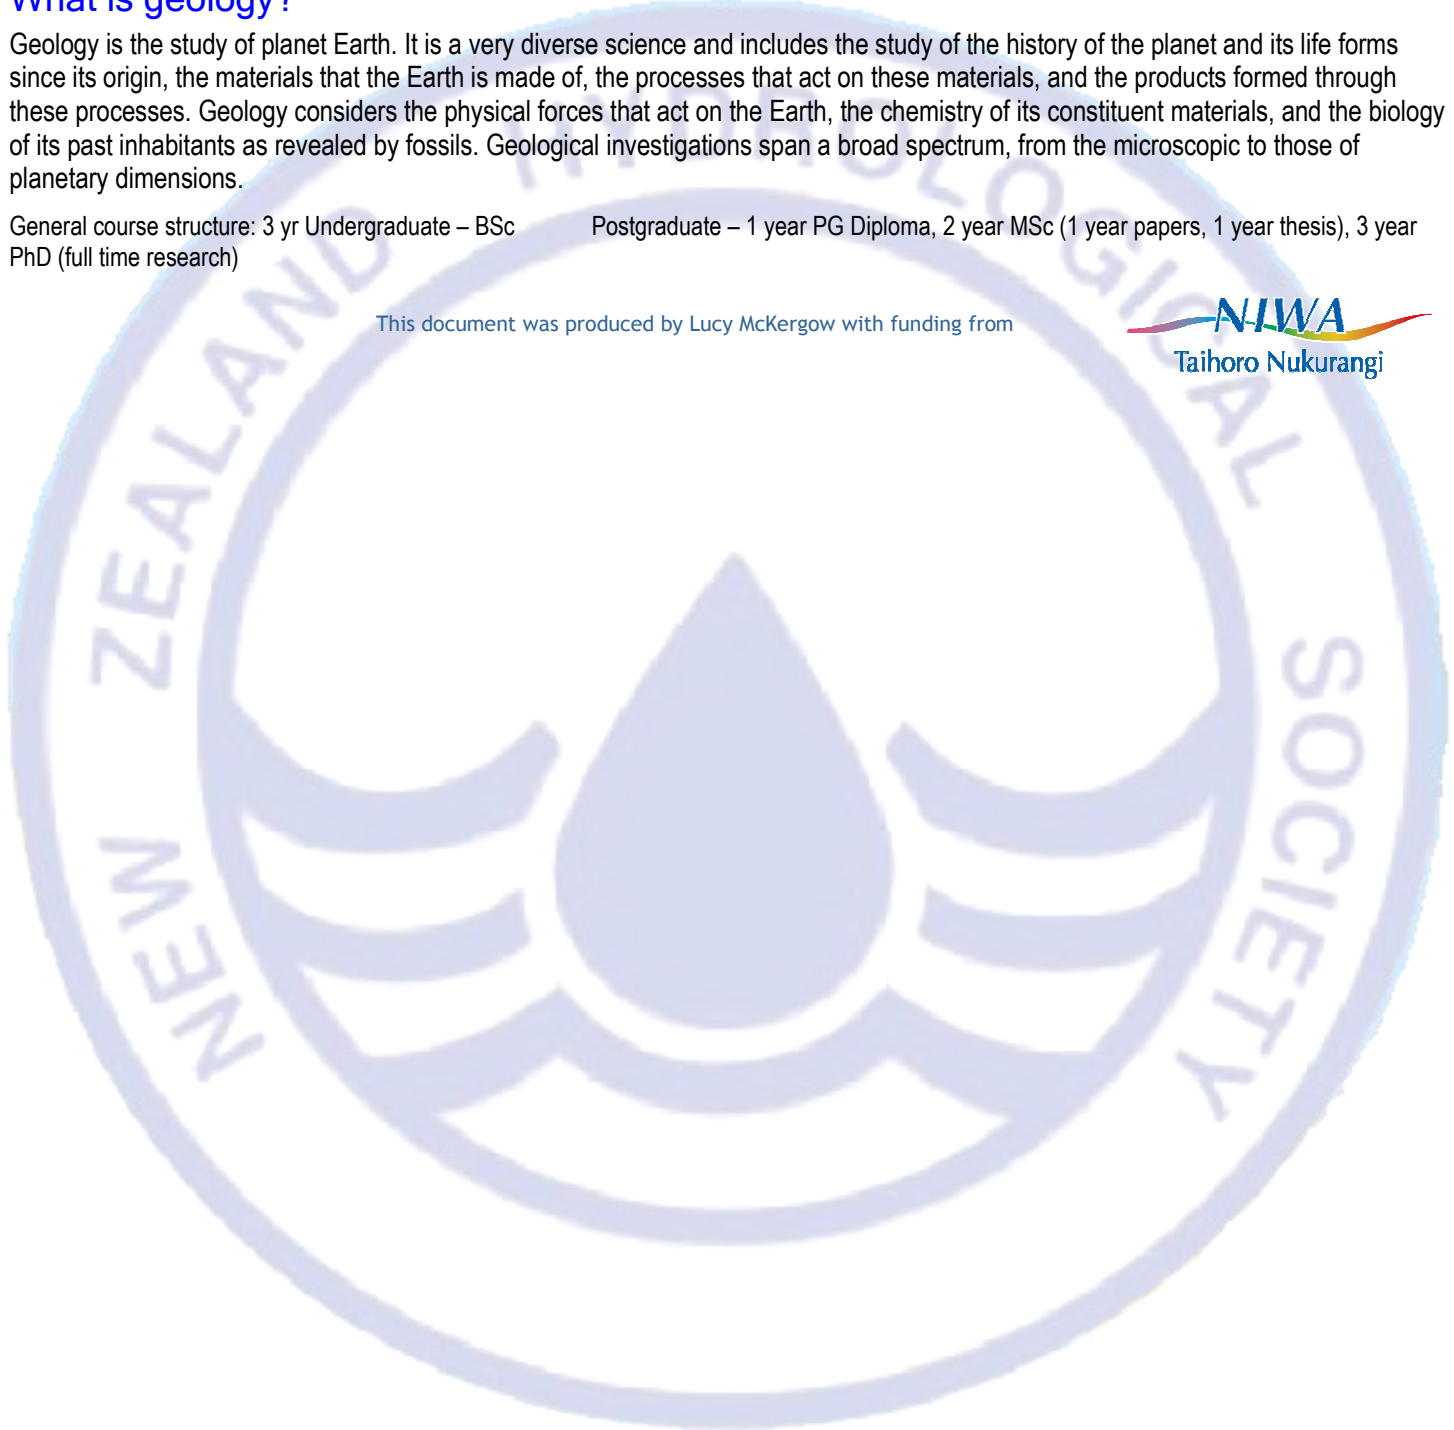 What is geology?
Geology is the study of planet Earth. It is a very diverse science and includes the study of the history of the planet and its life forms
since its origin, the materials that the Earth is made of, the processes that act on these materials, and the products formed through
these processes. Geology considers the physical forces that act on the Earth, the chemistry of its constituent materials, and the biology
of its past inhabitants as revealed by fossils. Geological investigations span a broad spectrum, from the microscopic to those of
planetary dimensions.
General course structure: 3 yr Undergraduate – BSc Postgraduate – 1 year PG Diploma, 2 year MSc (1 year papers, 1 year thesis), 3 year
PhD (full time research)
This document was produced by Lucy McKergow with funding from
NIWA
Taihoro Nukurangi
NEW ZEALAND HYDROLOGICAL SOCIETY